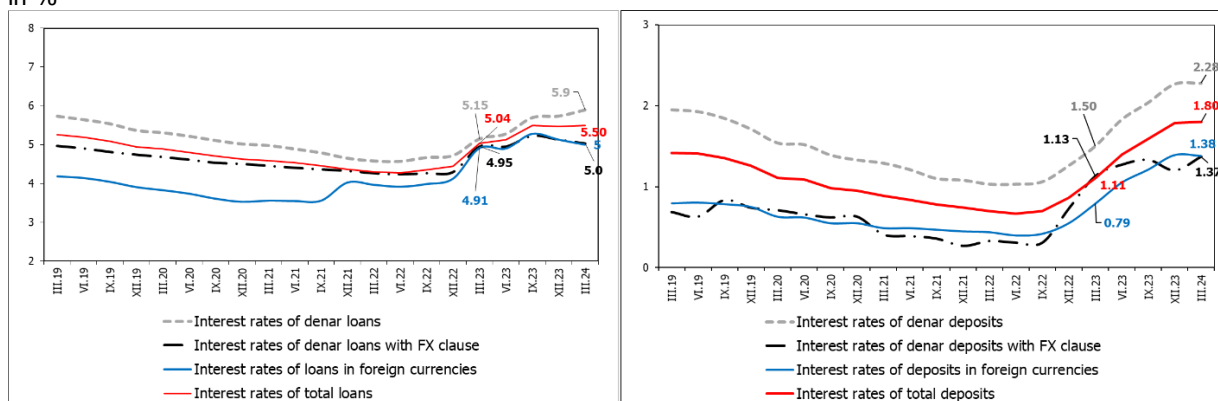 in %
8
7
6
5
4
3
2
5.15
5.04
4.95
4.91
5.9
5.50
5
5.0
III.19
VI.19
IX.19
XII.19
III.20
VI.20
IX.20
XII.20
III.21
VI.21
IX.21
XII.21
III.22
VI.22
IX.22
XII.22
III.23
VI.23
IX.23
XII.23
III.24
Interest rates of denar loans
Interest rates of denar loans with FX clause
Interest rates of loans in foreign currencies
Interest rates of total loans
3
2
1
0
1.50
1.13
1.11
0.79
2.28
1.80
1.38
1.37
III.19
VI.19
IX.19
XII.19
III.20
VI.20
IX.20
XII.20
III.21
VI.21
IX.21
XII.21
III.22
VI.22
IX.22
XII.22
III.23
VI.23
IX.23
XII.23
III.24
Interest rates of denar deposits
Interest rates of denar deposits with FX clause
Interest rates of deposits in foreign currencies
Interest rates of total deposits